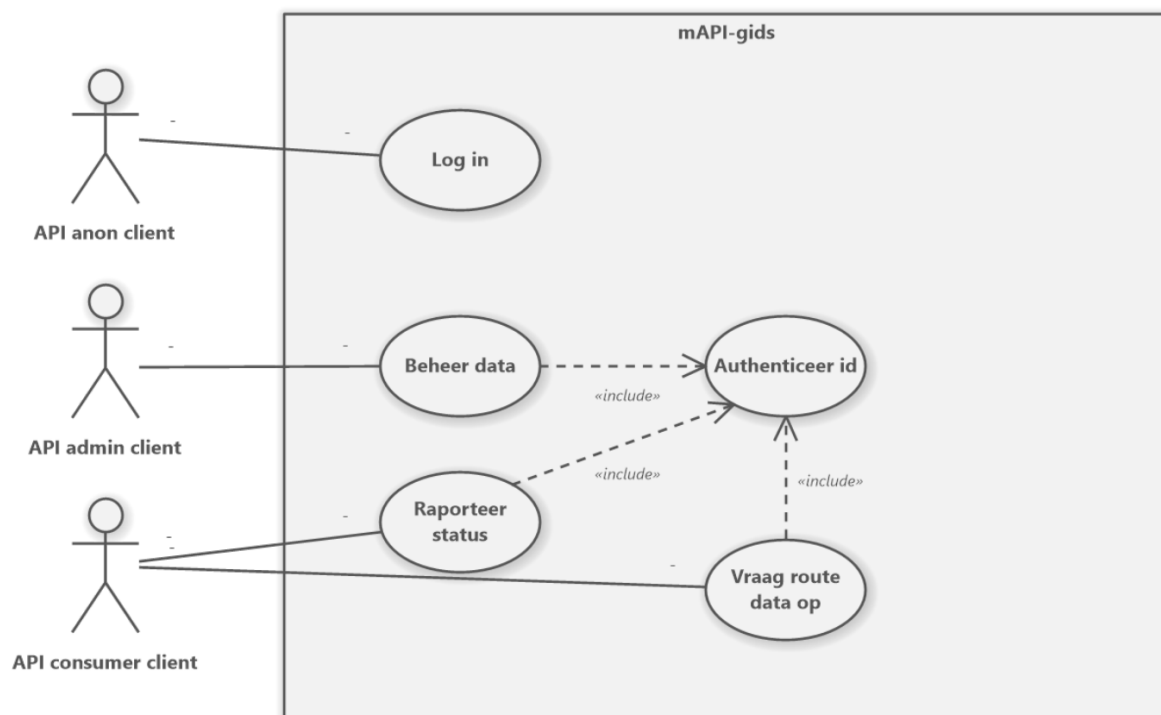 mAPI-gids
Log in
API anon client
Beheer data
Authenticeer id
«include»
API admin client
«include»
Raporteer
status
«include»
Vraag route
data op
API consumer client